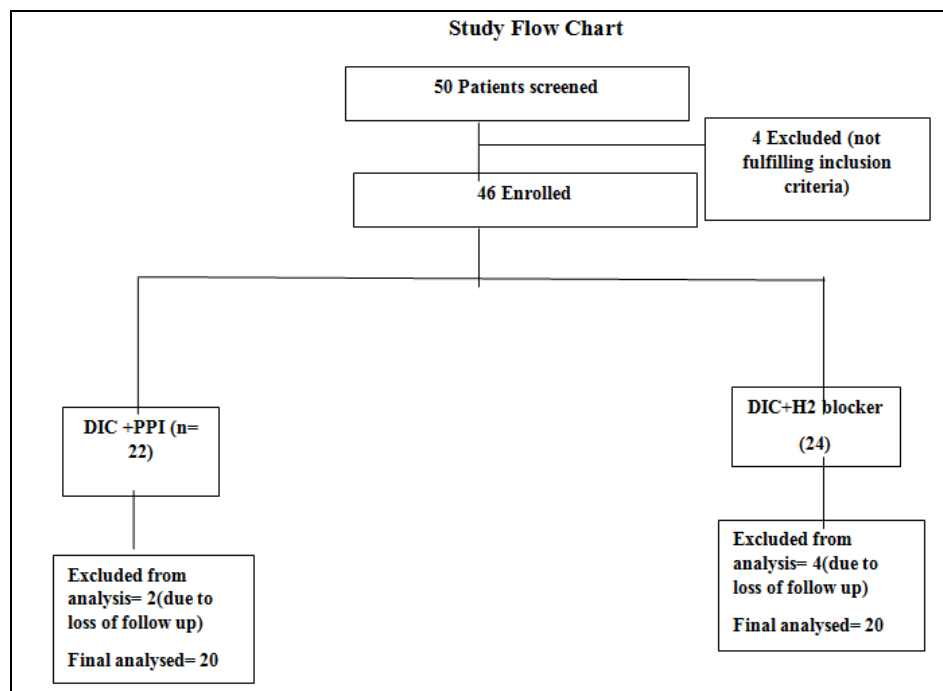 Study Flow Chart
50 Patients screened
4 Excluded (not
fulfilling inclusion
criteria)
46 Enrolled
DIC +PPI (n=
22)
DIC+H2 blocker
(24)
Excluded from
analysis= 2(due to
loss of follow up)
Final analysed= 20
Excluded from
analysis= 4(due to
loss of follow up)
Final analysed= 20